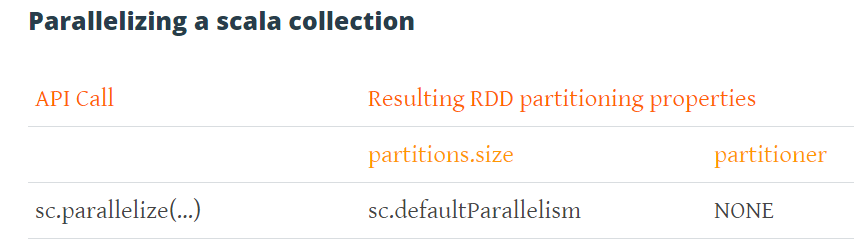 Parallelizing a scala collection
API Call Resulting RDD partitioning properties
partitions.size partitioner
sc.parallelize(...) sc.defaultParallelism NONE